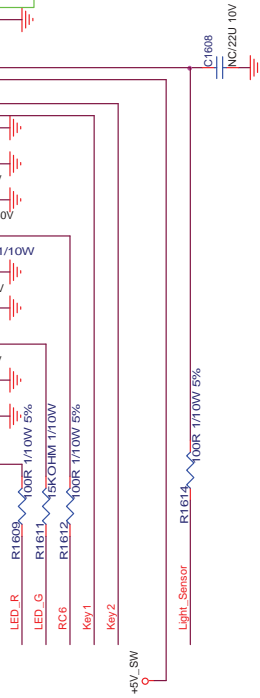 C1608
NC/22U 10V
0V
1/10W
V
R1609
100R 1/10W 5%
R1611
15KOHM 1/10W
R1612
100R 1/10W 5%
R1614
100R 1/10W 5%
LED_R
LED_G
RC6
Key1
Key2
+5V_SW
Light_Sensor